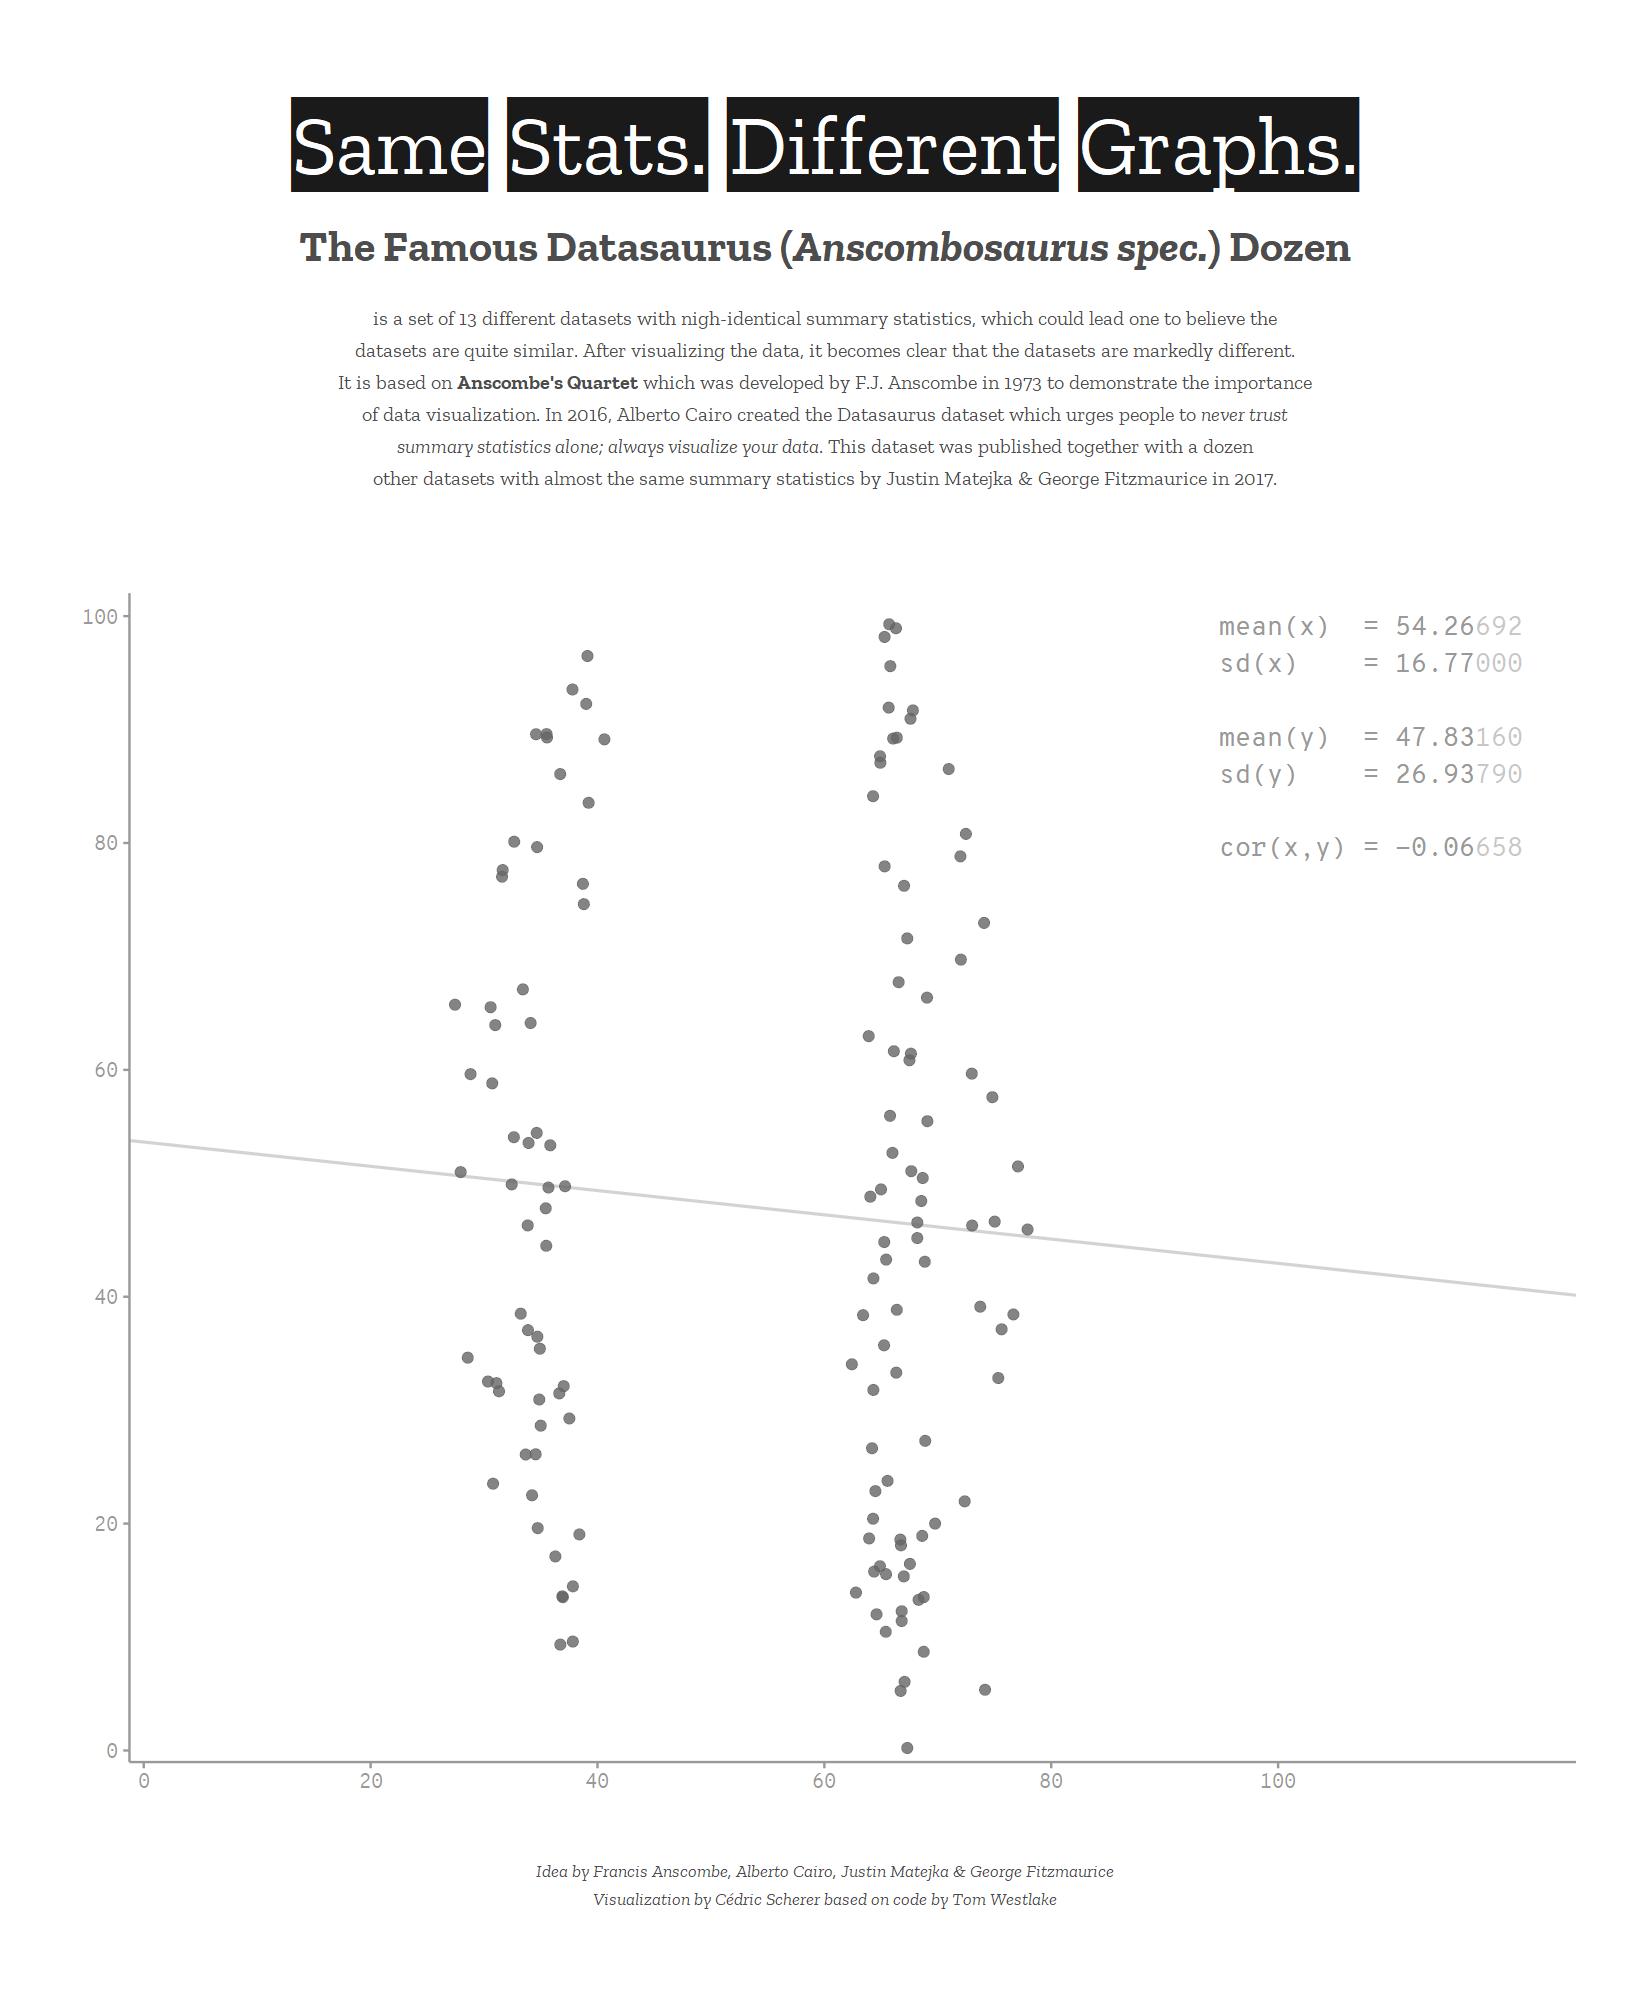 Same Stats. Different Graphs.
The Famous Datasaurus (Anscombosaurus spec.) Dozen
is a set of 13 different datasets with nigh-identical summary statistics, which could lead one to believe the
datasets are quite similar. After visualizing the data, it becomes clear that the datasets are markedly different.
It is based on Anscombe's Quartet which was developed by F.J. Anscombe in 1973 to demonstrate the importance
of data visualization. In 2016, Alberto Cairo created the Datasaurus dataset which urges people to never trust
summary statistics alone; always visualize your data. This dataset was published together with a dozen
other datasets with almost the same summary statistics by Justin Matejka & George Fitzmaurice in 2017.
mean(x) = 54.26692
sd(x) = 16.77000
mean(y) = 47.83160
sd(y) = 26.93790
cor(x,y) = −0.06658
100
80
60
40
20
0
0 20 40 60 80 100
Idea by Francis Anscombe, Alberto Cairo, Justin Matejka & George Fitzmaurice
Visualization by Cédric Scherer based on code by Tom Westlake